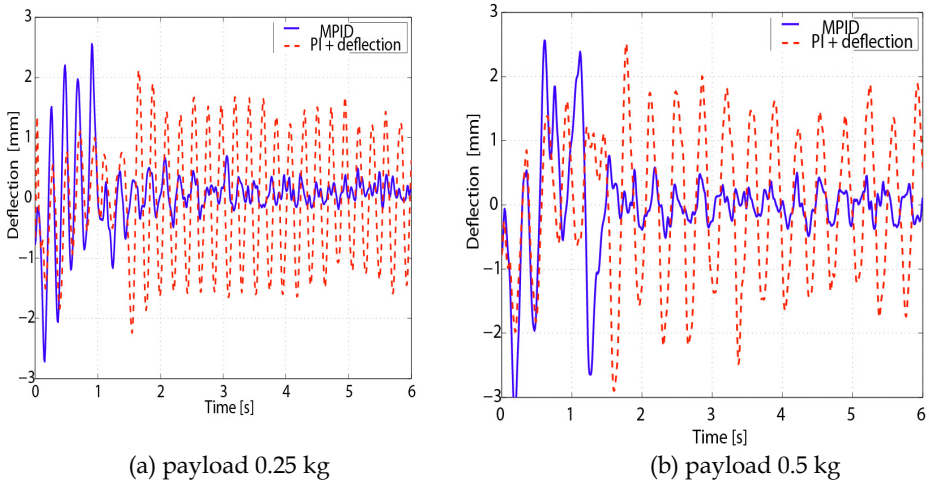 3
2
1
0
-1
-2
-3
Deflection [mm]
MPID
PI + deflection
0 1 2 3 4 5 6
Time [s]
(a) payload 0.25 kg
3
2
1
0
-1
-2
-3
Deflection [mm]
MPID
PI + deflection
0 1 2 3 4 5 6
Time [s]
(b) payload 0.5 kg